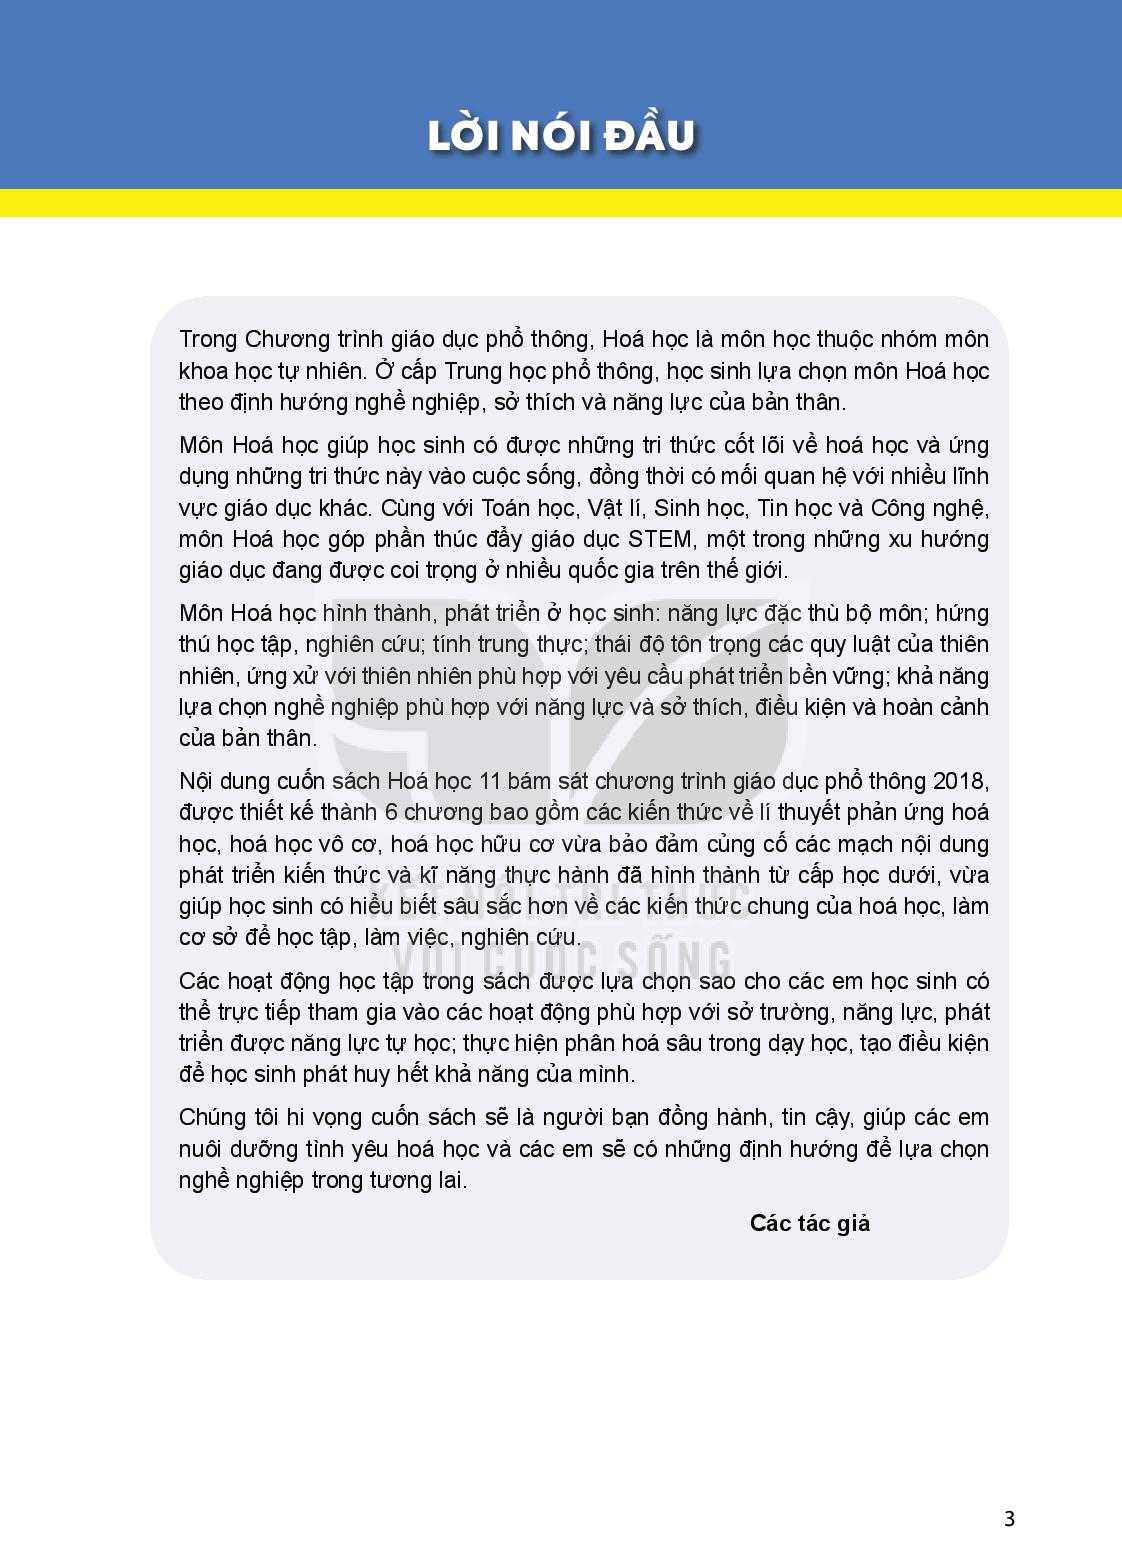 LỜI NÓI ĐẦU
Trong Chương trình giáo dục phổ thông, Hoá học là môn học thuộc nhóm môn
khoa học tự nhiên. Ở cấp Trung học phổ thông, học sinh lựa chọn môn Hoá học
theo định hướng nghề nghiệp, sở thích và năng lực của bản thân.
Môn Hoá học giúp học sinh có được những tri thức cốt lõi về hoá học và ứng
dụng những tri thức này vào cuộc sống, đồng thời có mối quan hệ với nhiều lĩnh
vực giáo dục khác. Cùng với Toán học, Vật lí, Sinh học, Tin học và Công nghệ,
môn Hoá học góp phần thúc đẩy giáo dục STEM, một trong những xu hướng
giáo dục đang được coi trọng ở nhiều quốc gia trên thế giới.
Môn Hoá học hình thành, phát triển ở học sinh: năng lực đặc thù bộ môn; hứng
thú học tập, nghiên cứu; tính trung thực; thái độ tôn trọng các quy luật của thiên
nhiên, ứng xử với thiên nhiên phù hợp với yêu cầu phát triển bền vững; khả năng
lựa chọn nghề nghiệp phù hợp với năng lực và sở thích, điều kiện và hoàn cảnh
của bản thân.
Nội dung cuốn sách Hoá học 11 bám sát chương trình giáo dục phổ thông 2018,
được thiết kế thành 6 chương bao gồm các kiến thức về lí thuyết phản ứng hoá
học, hoá học vô cơ, hoá học hữu cơ vừa bảo đảm củng cố các mạch nội dung
phát triển kiến thức và kĩ năng thực hành đã hình thành từ cấp học dưới, vừa
giúp học sinh có hiểu biết sâu sắc hơn về các kiến thức chung của hoá học, làm
cơ sở để học tập, làm việc, nghiên cứu.
KẾT NỐI TRI THỨC
VỚI CUỘC SỐNG
Các hoạt động học tập trong sách được lựa chọn sao cho các em học sinh có
thể trực tiếp tham gia vào các hoạt động phù hợp với sở trường, năng lực, phát
triển được năng lực tự học; thực hiện phân hoá sâu trong dạy học, tạo điều kiện
để học sinh phát huy hết khả năng của mình.
Chúng tôi hi vọng cuốn sách sẽ là người bạn đồng hành, tin cậy, giúp các em
nuôi dưỡng tình yêu hoá học và các em sẽ có những định hướng để lựa chọn
nghề nghiệp trong tương lai.
Các tác giả
3